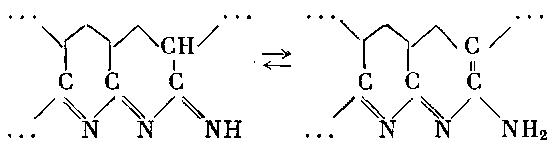 ... ... ... ...
CH C
C C C ⇌ C C C
... N N NH ... N N NH₂